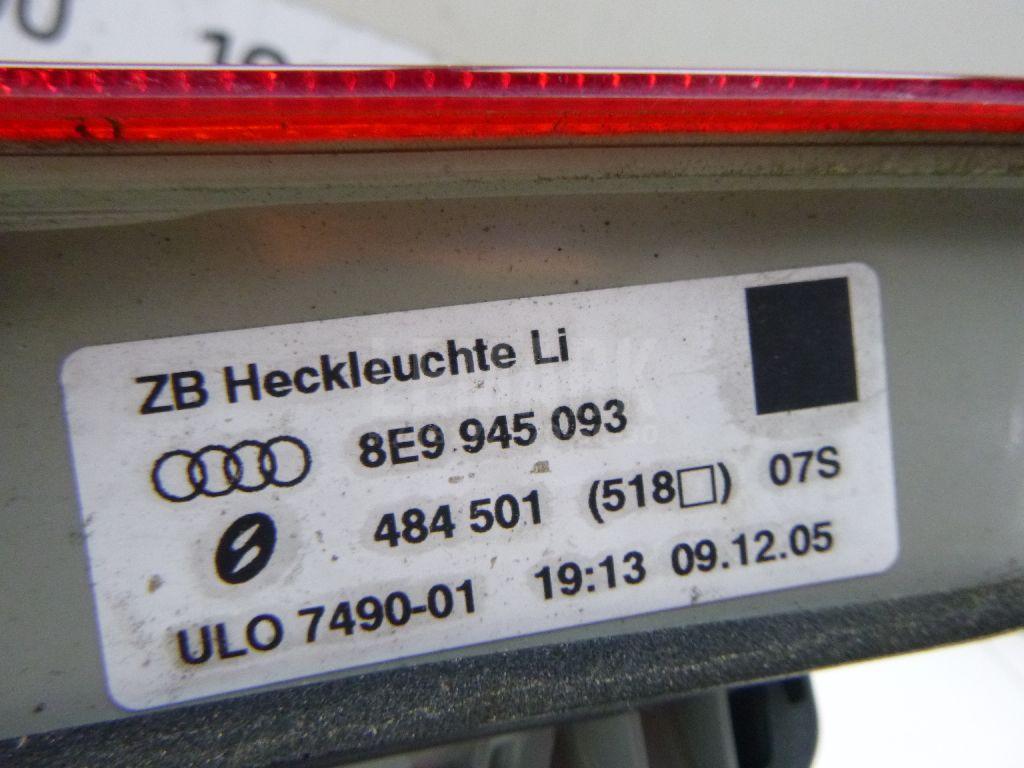 ZB Heckleuchte Li
8E9 945 093
484 501 (518□) 07S
ULO 7490-01 19:13 09.12.05